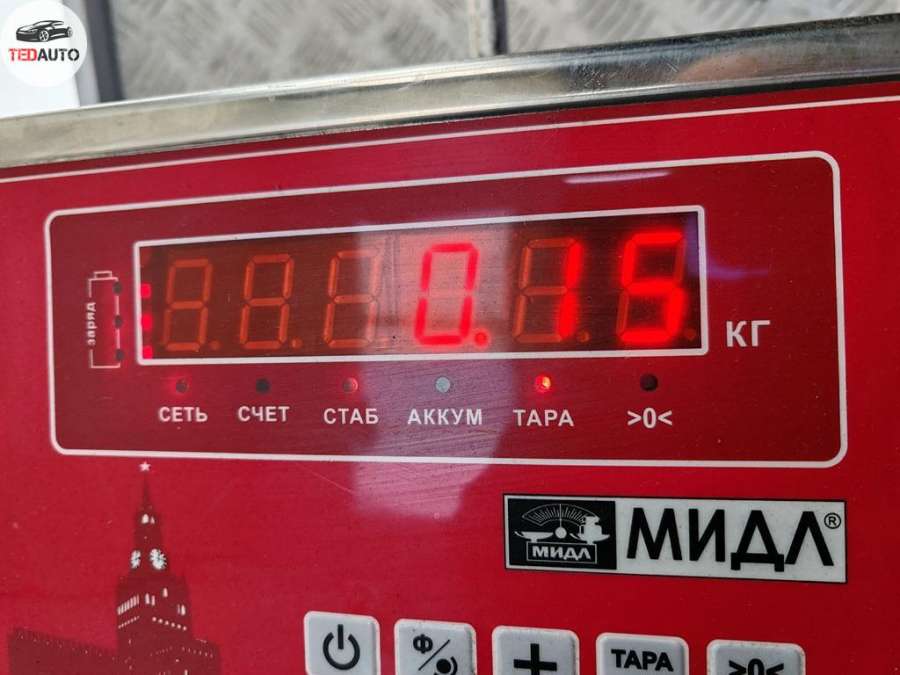 TEDAUTO
заряд
0.15
КГ
СЕТЬ СЧЕТ СТАБ АККУМ ТАРА >0<
МИДЛ МИДЛ®
Ф/ + ТАРА >0<